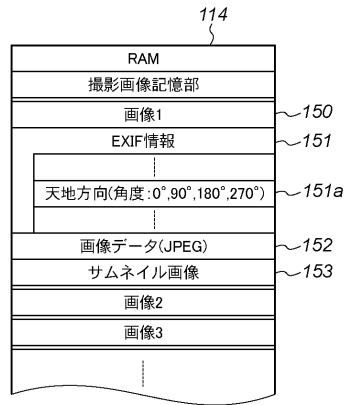 114
RAM
撮影画像記憶部
画像1
150
EXIF情報
151
天地方向(角度:0°,90°,180°,270°)
151a
画像データ(JPEG)
152
サムネイル画像
153
画像2
画像3